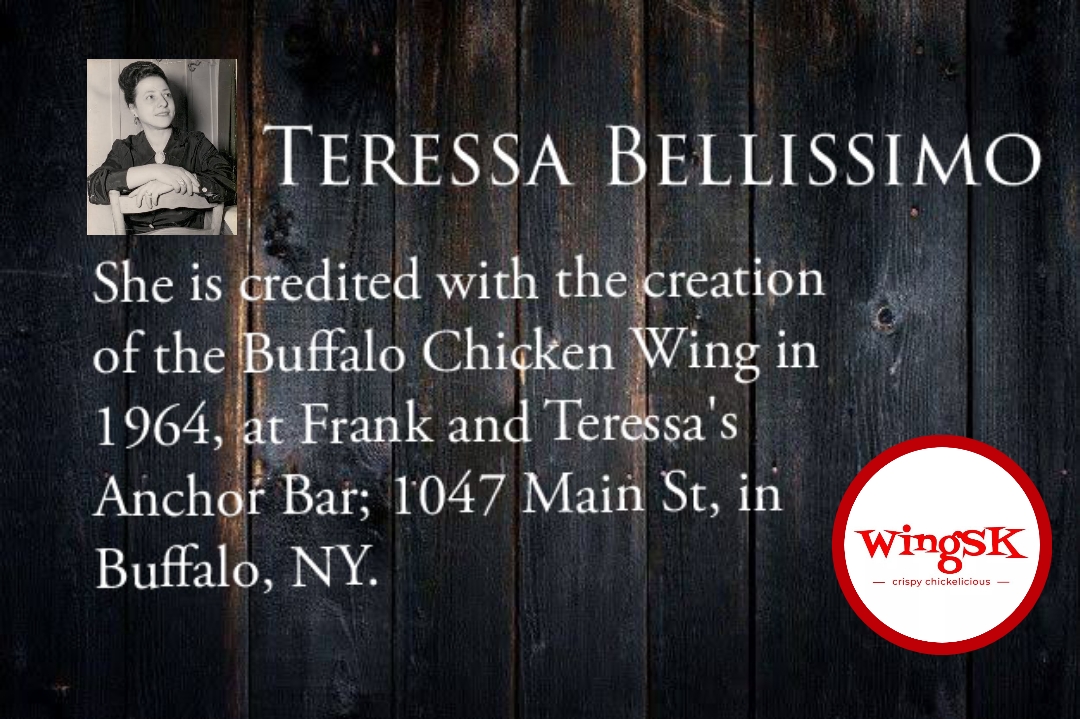 TERESSA BELLISSIMO
She is credited with the creation
of the Buffalo Chicken Wing in
1964, at Frank and Teressa's
Anchor Bar; 1047 Main St, in
Buffalo, NY.
WingSK
— crispy chickelicious —